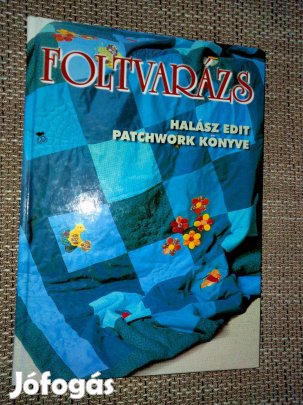 FOLTVARÁZS
HALÁSZ EDIT
PATCHWORK KÖNYVE
Jófogás